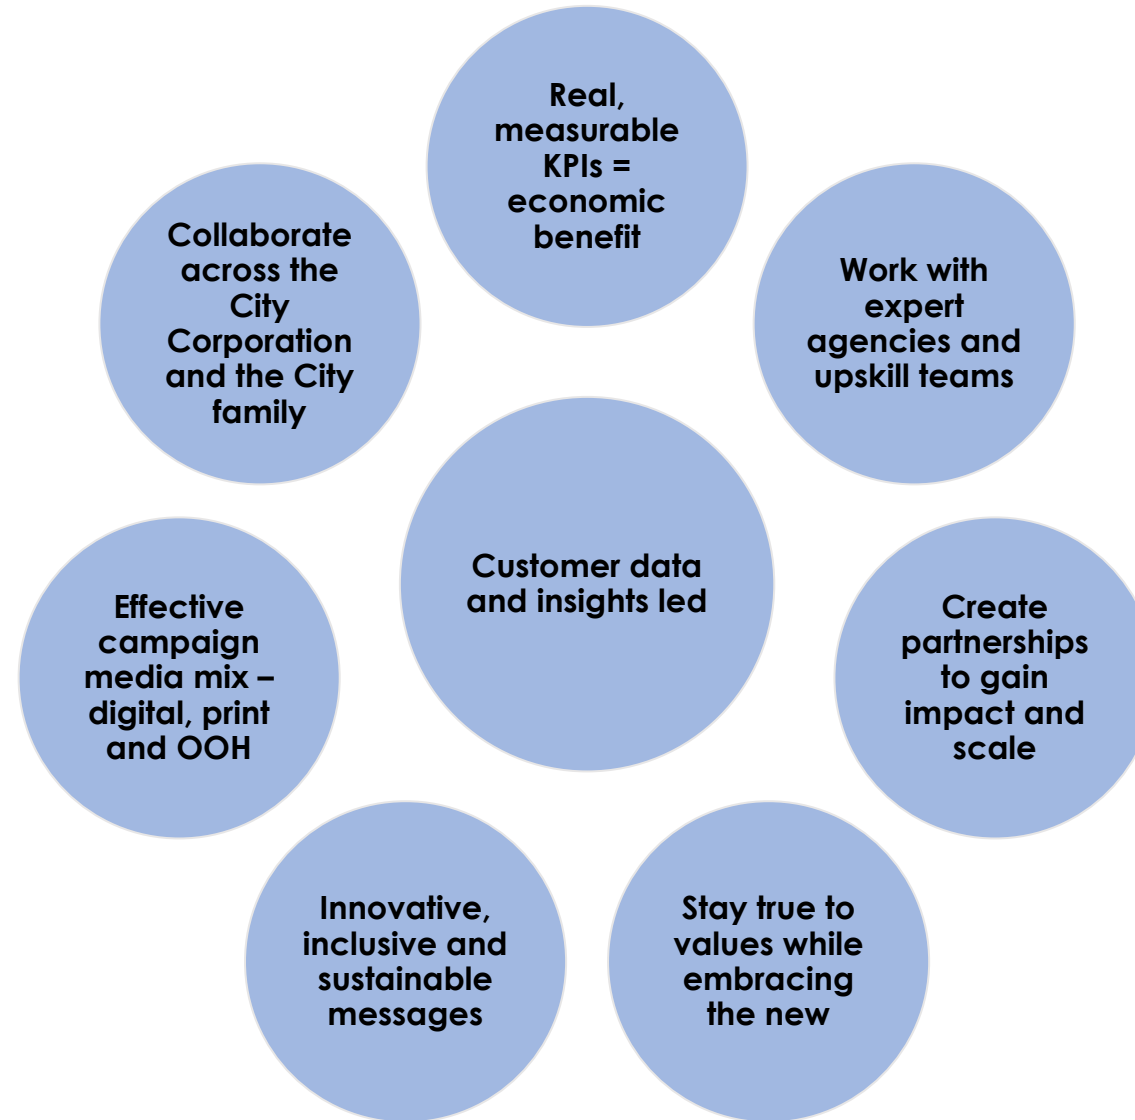 Real,
measurable
KPIs =
economic
benefit
Work with
expert
agencies and
upskill teams
Create
partnerships
to gain
impact and
scale
Stay true to
values while
embracing
the new
Innovative,
inclusive and
sustainable
messages
Effective
campaign
media mix –
digital, print
and OOH
Collaborate
across the
City
Corporation
and the City
family
Customer data
and insights led